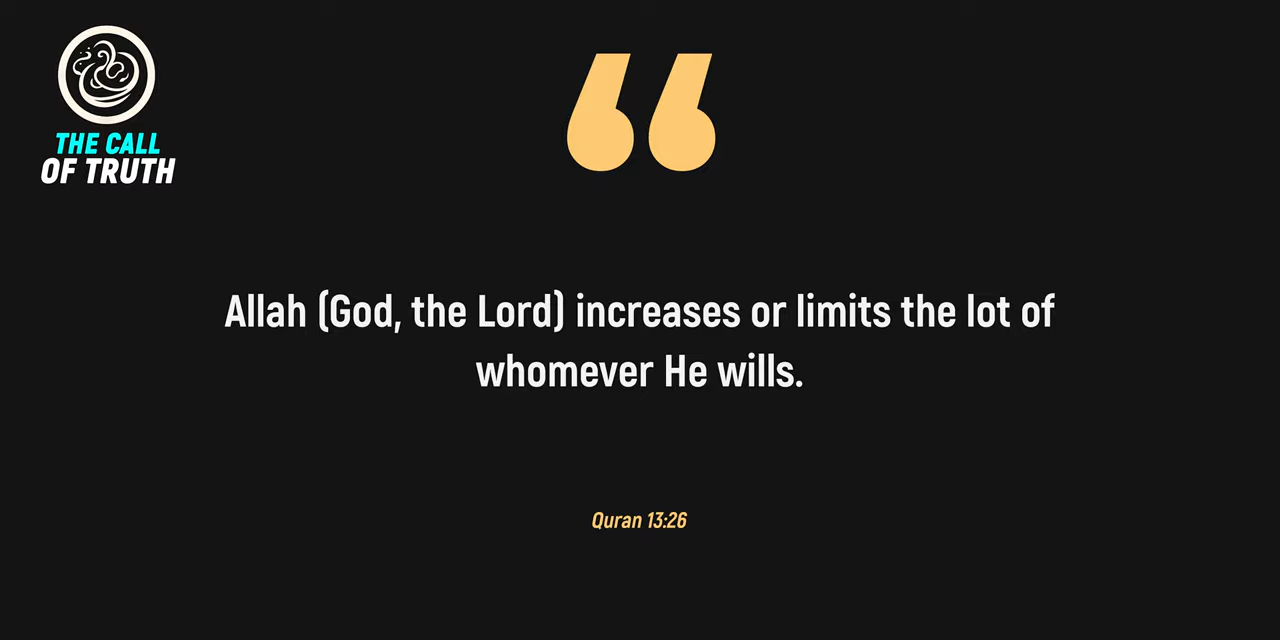 THE CALL
OF TRUTH
“
Allah (God, the Lord) increases or limits the lot of
whomever He wills.
Quran 13:26